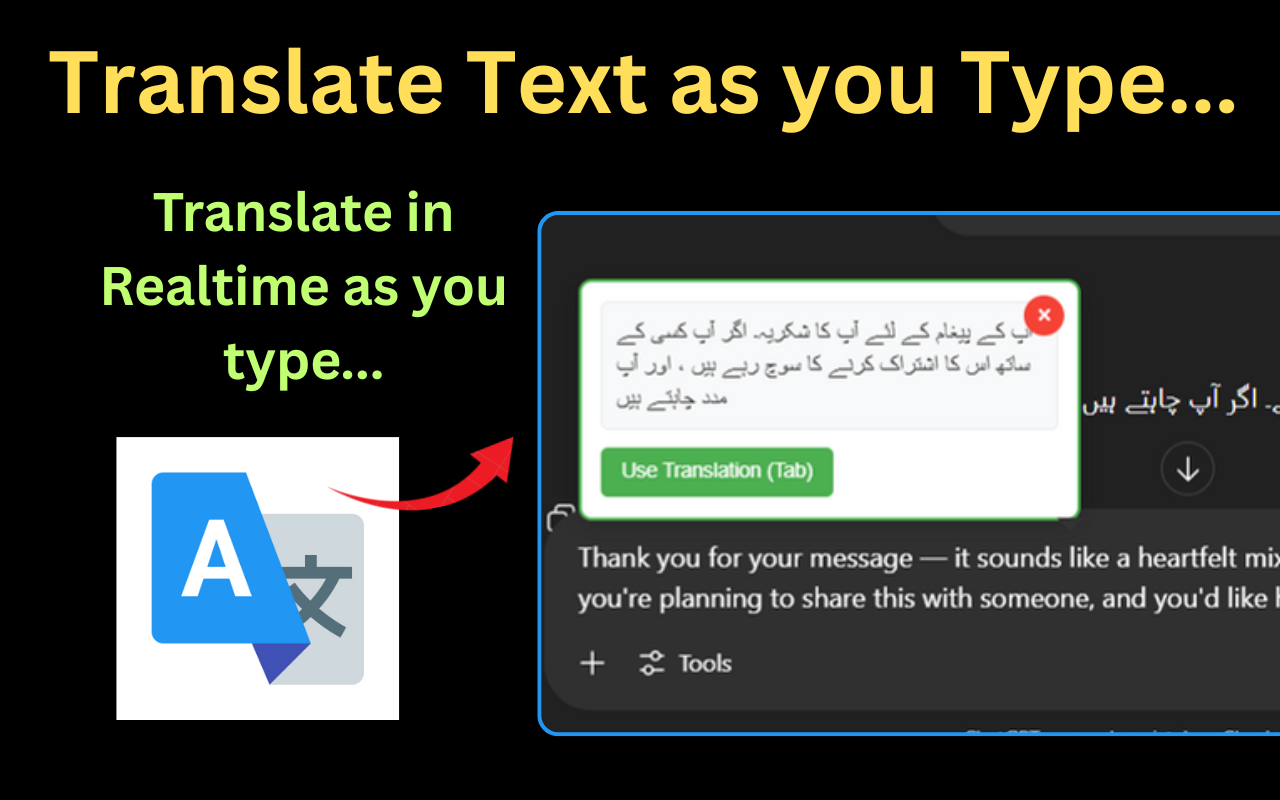 Translate Text as you Type...
Translate in
Realtime as you
type...
A
文
آپ کے پیغام کے لئے آپ کا شکریہ۔ اگر آپ کسی کے
ساتھ اس کا اشتراک کرنے کا سوچ رہے ہیں ، اور آپ
مدد چاہتے ہیں
Use Translation (Tab)
اگر آپ چاہتے ہیں
Thank you for your message — it sounds like a heartfelt mix
you're planning to share this with someone, and you'd like
Tools